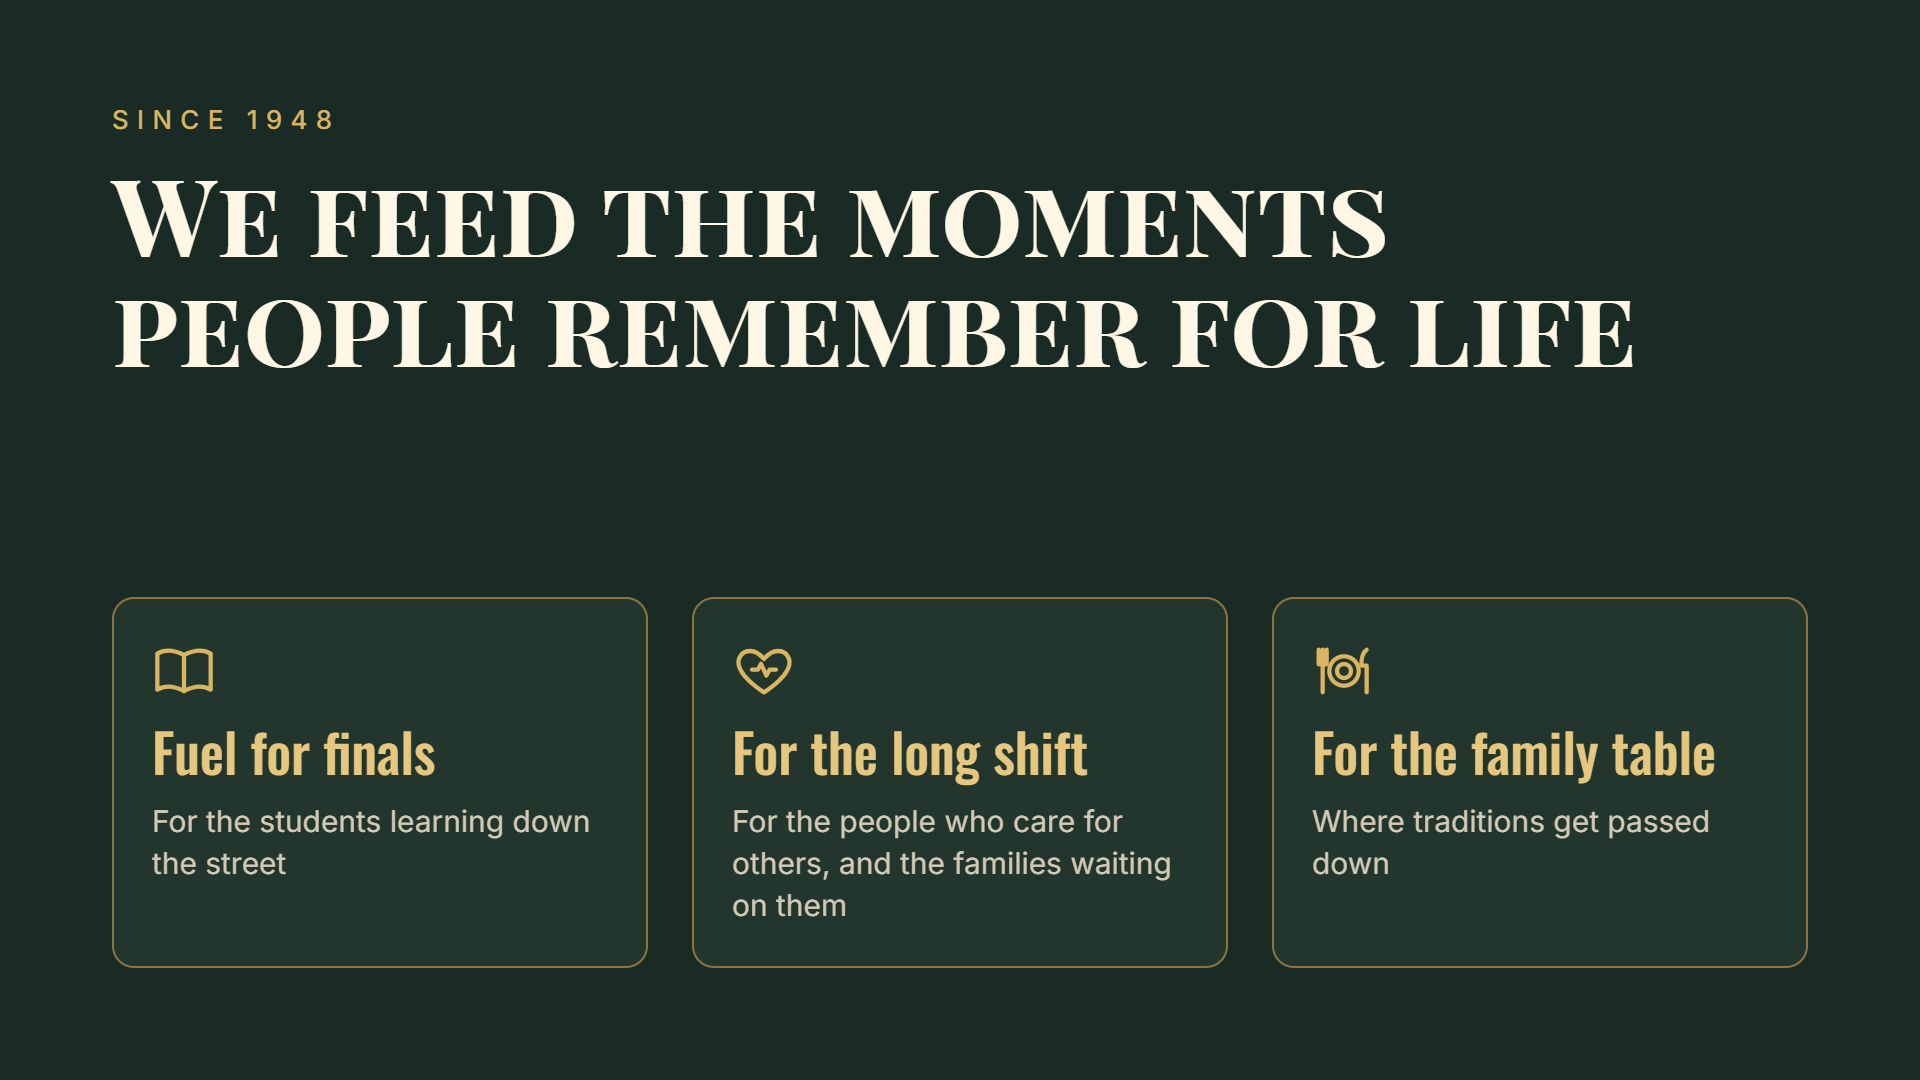 SINCE 1948
We feed the moments
people remember for life
Fuel for finals
For the students learning down
the street
For the long shift
For the people who care for
others, and the families waiting
on them
For the family table
Where traditions get passed
down